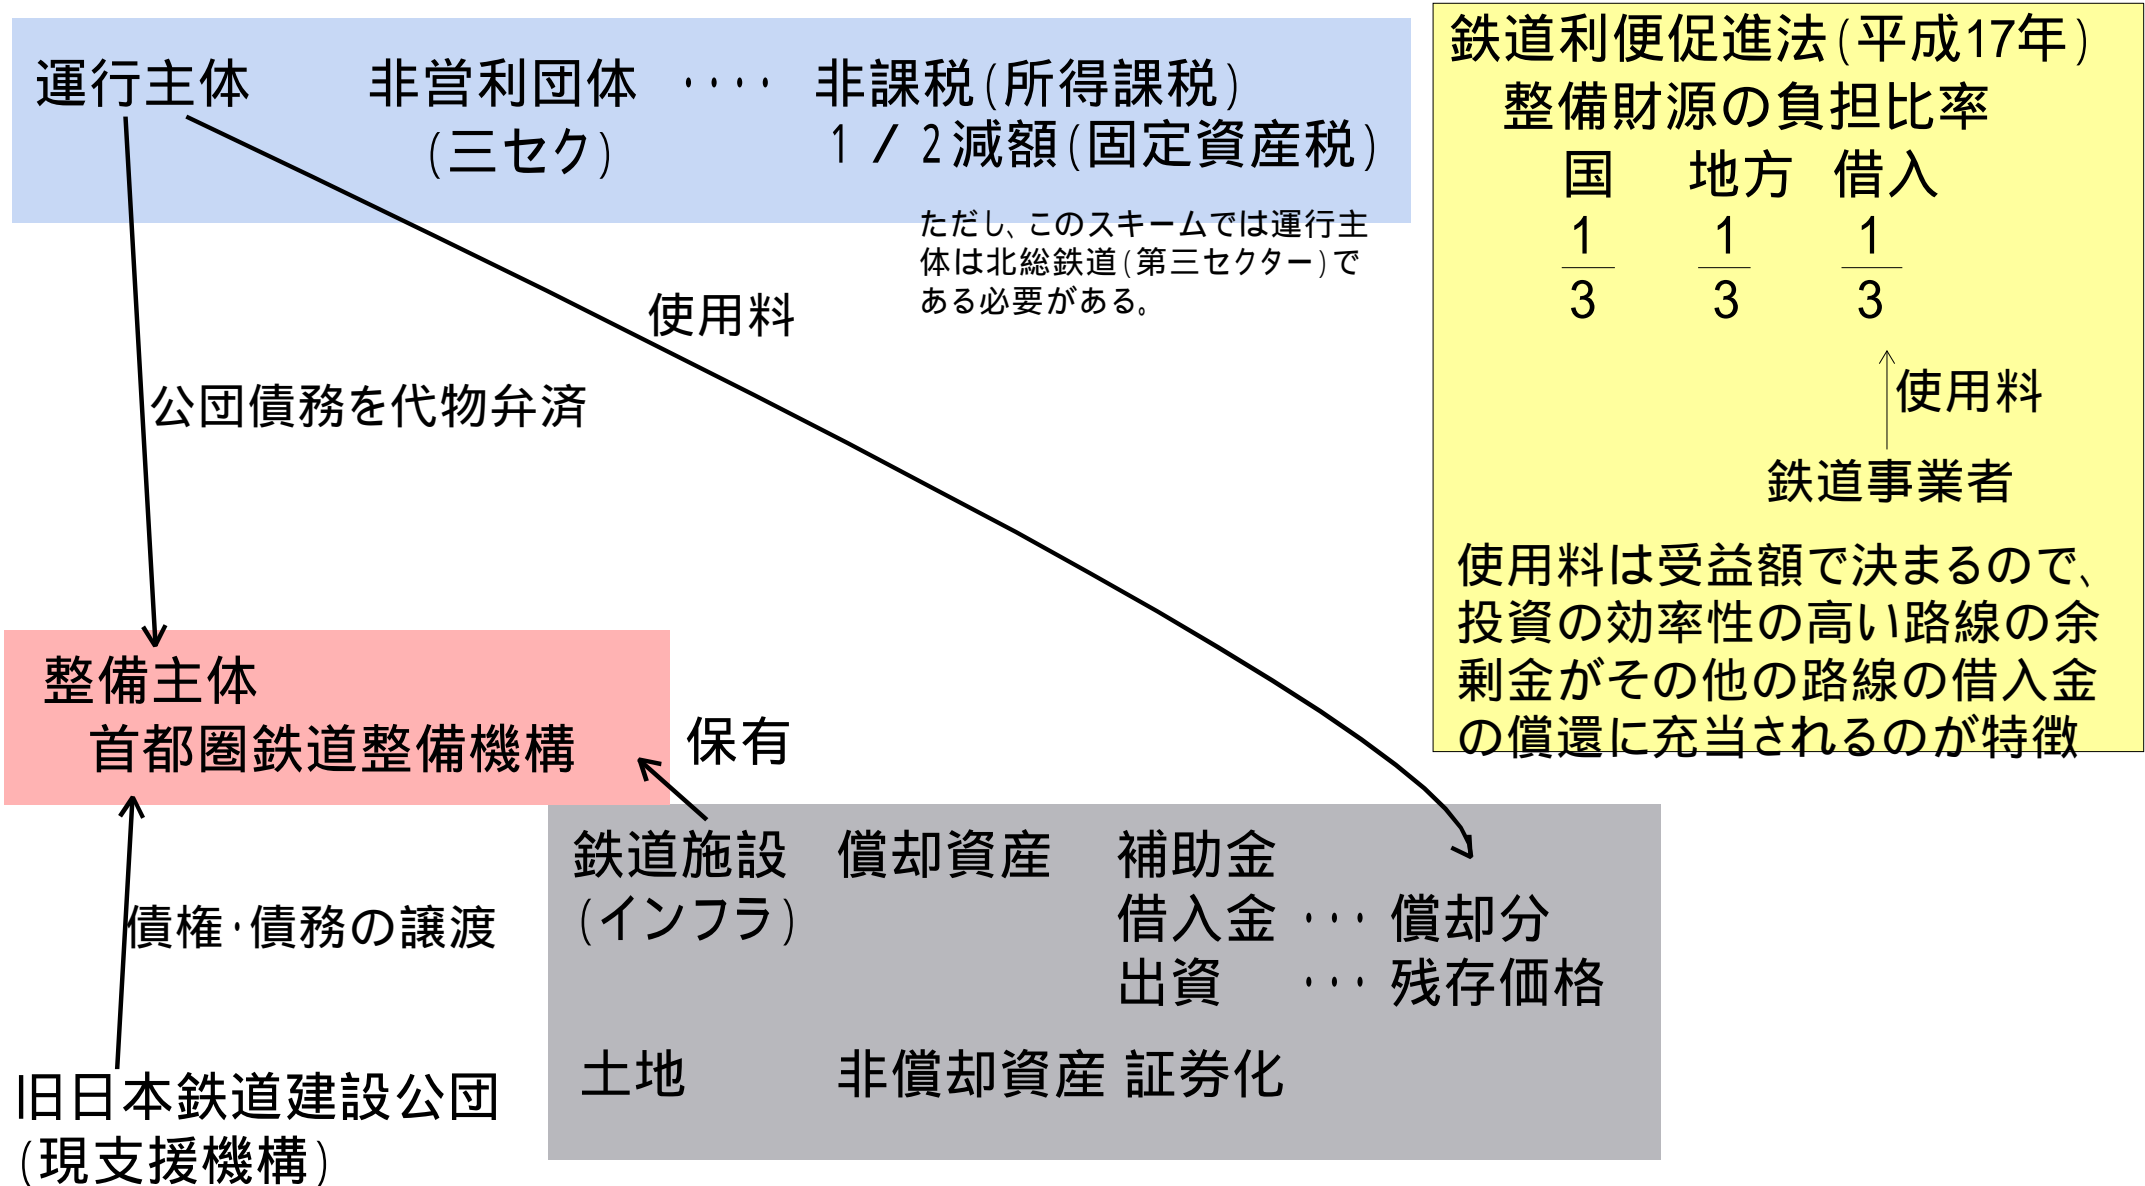 運行主体 非営利団体 ···· 非課税(所得課税)
(三セク) 1/2減額(固定資産税)
ただし、このスキームでは運行主
体は北総鉄道(第三セクター)で
ある必要がある。
使用料
公団債務を代物弁済
整備主体
首都圏鉄道整備機構
保有
鉄道施設 償却資産 補助金
(インフラ) 借入金 ··· 償却分
出資 ··· 残存価格
土地 非償却資産 証券化
債権·債務の譲渡
旧日本鉄道建設公団
(現支援機構)
鉄道利便促進法(平成17年)
整備財源の負担比率
国 地方 借入
1 1 1
3 3 3
使用料
鉄道事業者
使用料は受益額で決まるので、
投資の効率性の高い路線の余
剰金がその他の路線の借入金
の償還に充当されるのが特徴